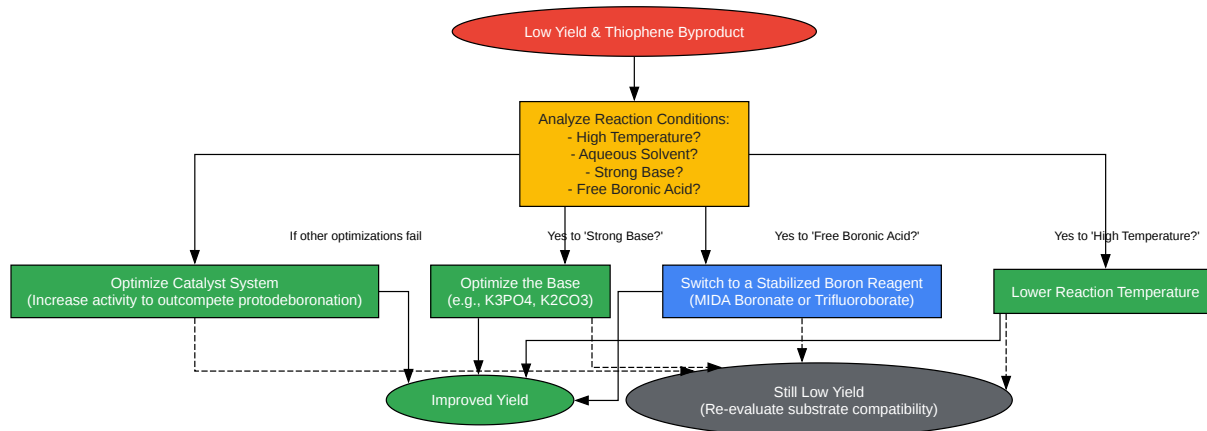 Low Yield & Thiophene Byproduct
Analyze Reaction Conditions:
- High Temperature?
- Aqueous Solvent?
- Strong Base?
- Free Boronic Acid?
If other optimizations fail
Yes to 'Strong Base?'
Yes to 'Free Boronic Acid?'
Yes to 'High Temperature?'
Optimize Catalyst System
(Increase activity to outcompete protodeboronation)
Optimize the Base
(e.g., K3PO4, K2CO3)
Switch to a Stabilized Boron Reagent
(MIDA Boronate or Trifluoroborate)
Lower Reaction Temperature
Improved Yield
Still Low Yield
(Re-evaluate substrate compatibility)